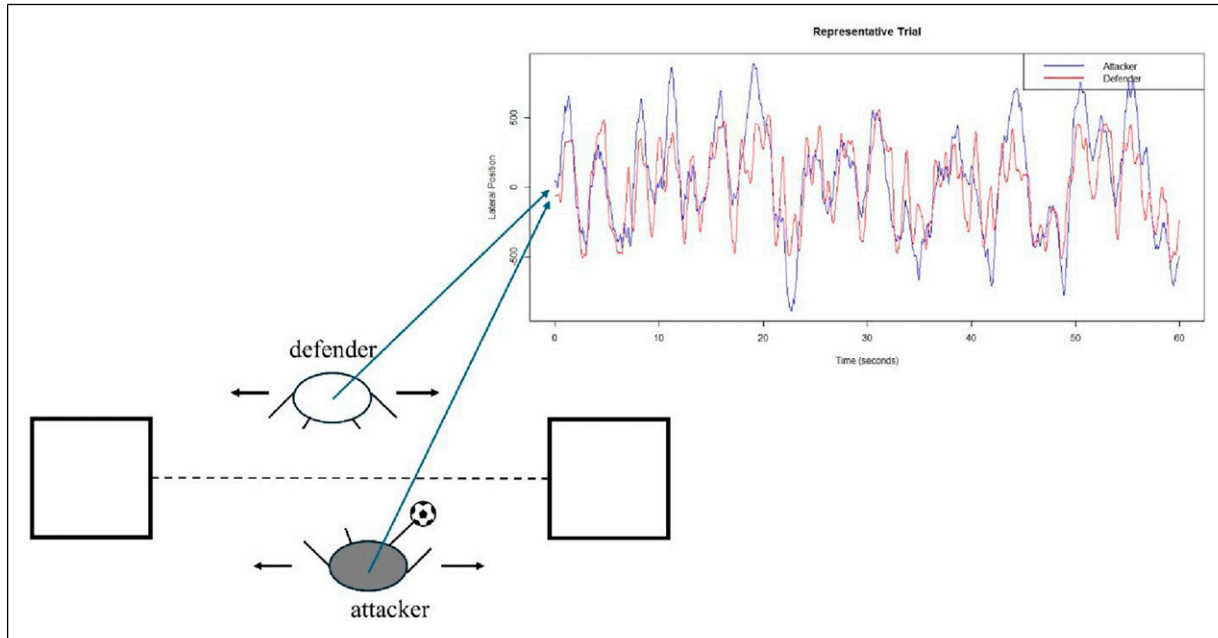 Representative Trial
Attacker
Defender
Lateral Position
500
0
-500
0
10
20
30
40
50
60
Time (seconds)
defender
attacker